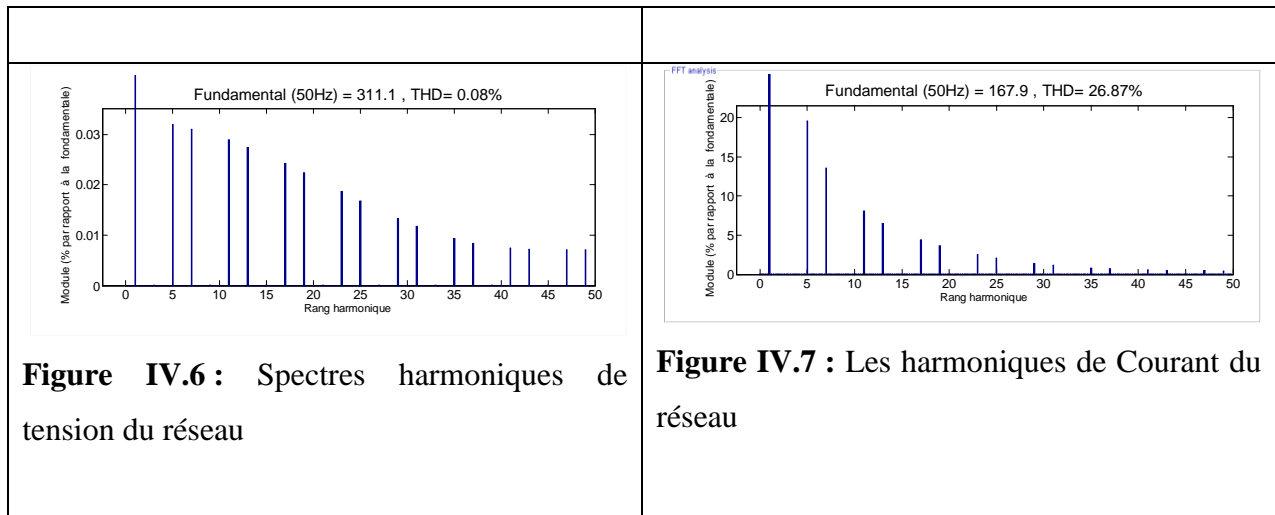 Fundamental (50Hz) = 311.1 , THD= 0.08%
Module (% par rapport à la fondamentale)
0.03
0.02
0.01
0
0 5 10 15 20 25 30 35 40 45 50
Rang harmonique
Figure IV.6 : Spectres harmoniques de
tension du réseau
FFT analysis
Fundamental (50Hz) = 167.9 , THD= 26.87%
Module (% par rapport à la fondamentale)
20
15
10
5
0
0 5 10 15 20 25 30 35 40 45 50
Rang harmonique
Figure IV.7 : Les harmoniques de Courant du
réseau